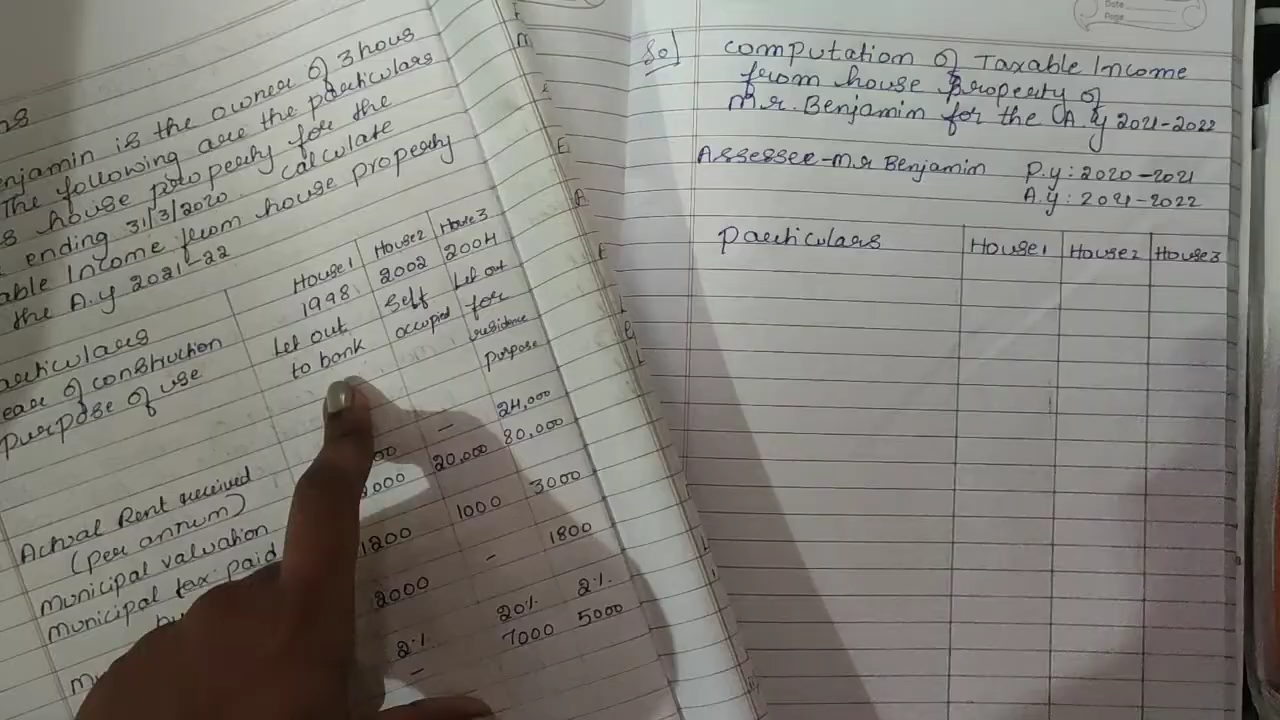 ns
enjamin is the owner of 3 hous
The following are the particulars
s house property for the
ending 31/3/2020. calculate
able Income from house property
the A.y 2021-22
articulars House1 House2 House3
ear of construction 1998 2002 2004
purpose of use Let out to bank Self occupied Let out for residence purpose
Actual Rent received 00 - 24,000
(per annum)
municipal valuation 000 20,000 80,000
municipal tax paid 1200 1000 3000
2000 - 1800
2% 20% 2%
- 7000 5000
Date
Page
Sol computation of Taxable Income
from house property of
Mr. Benjamin for the A.y 2021-2022
Assessee - Mr Benjamin P.y : 2020-2021
A.y : 2021-2022
particulars House1 House2 House3